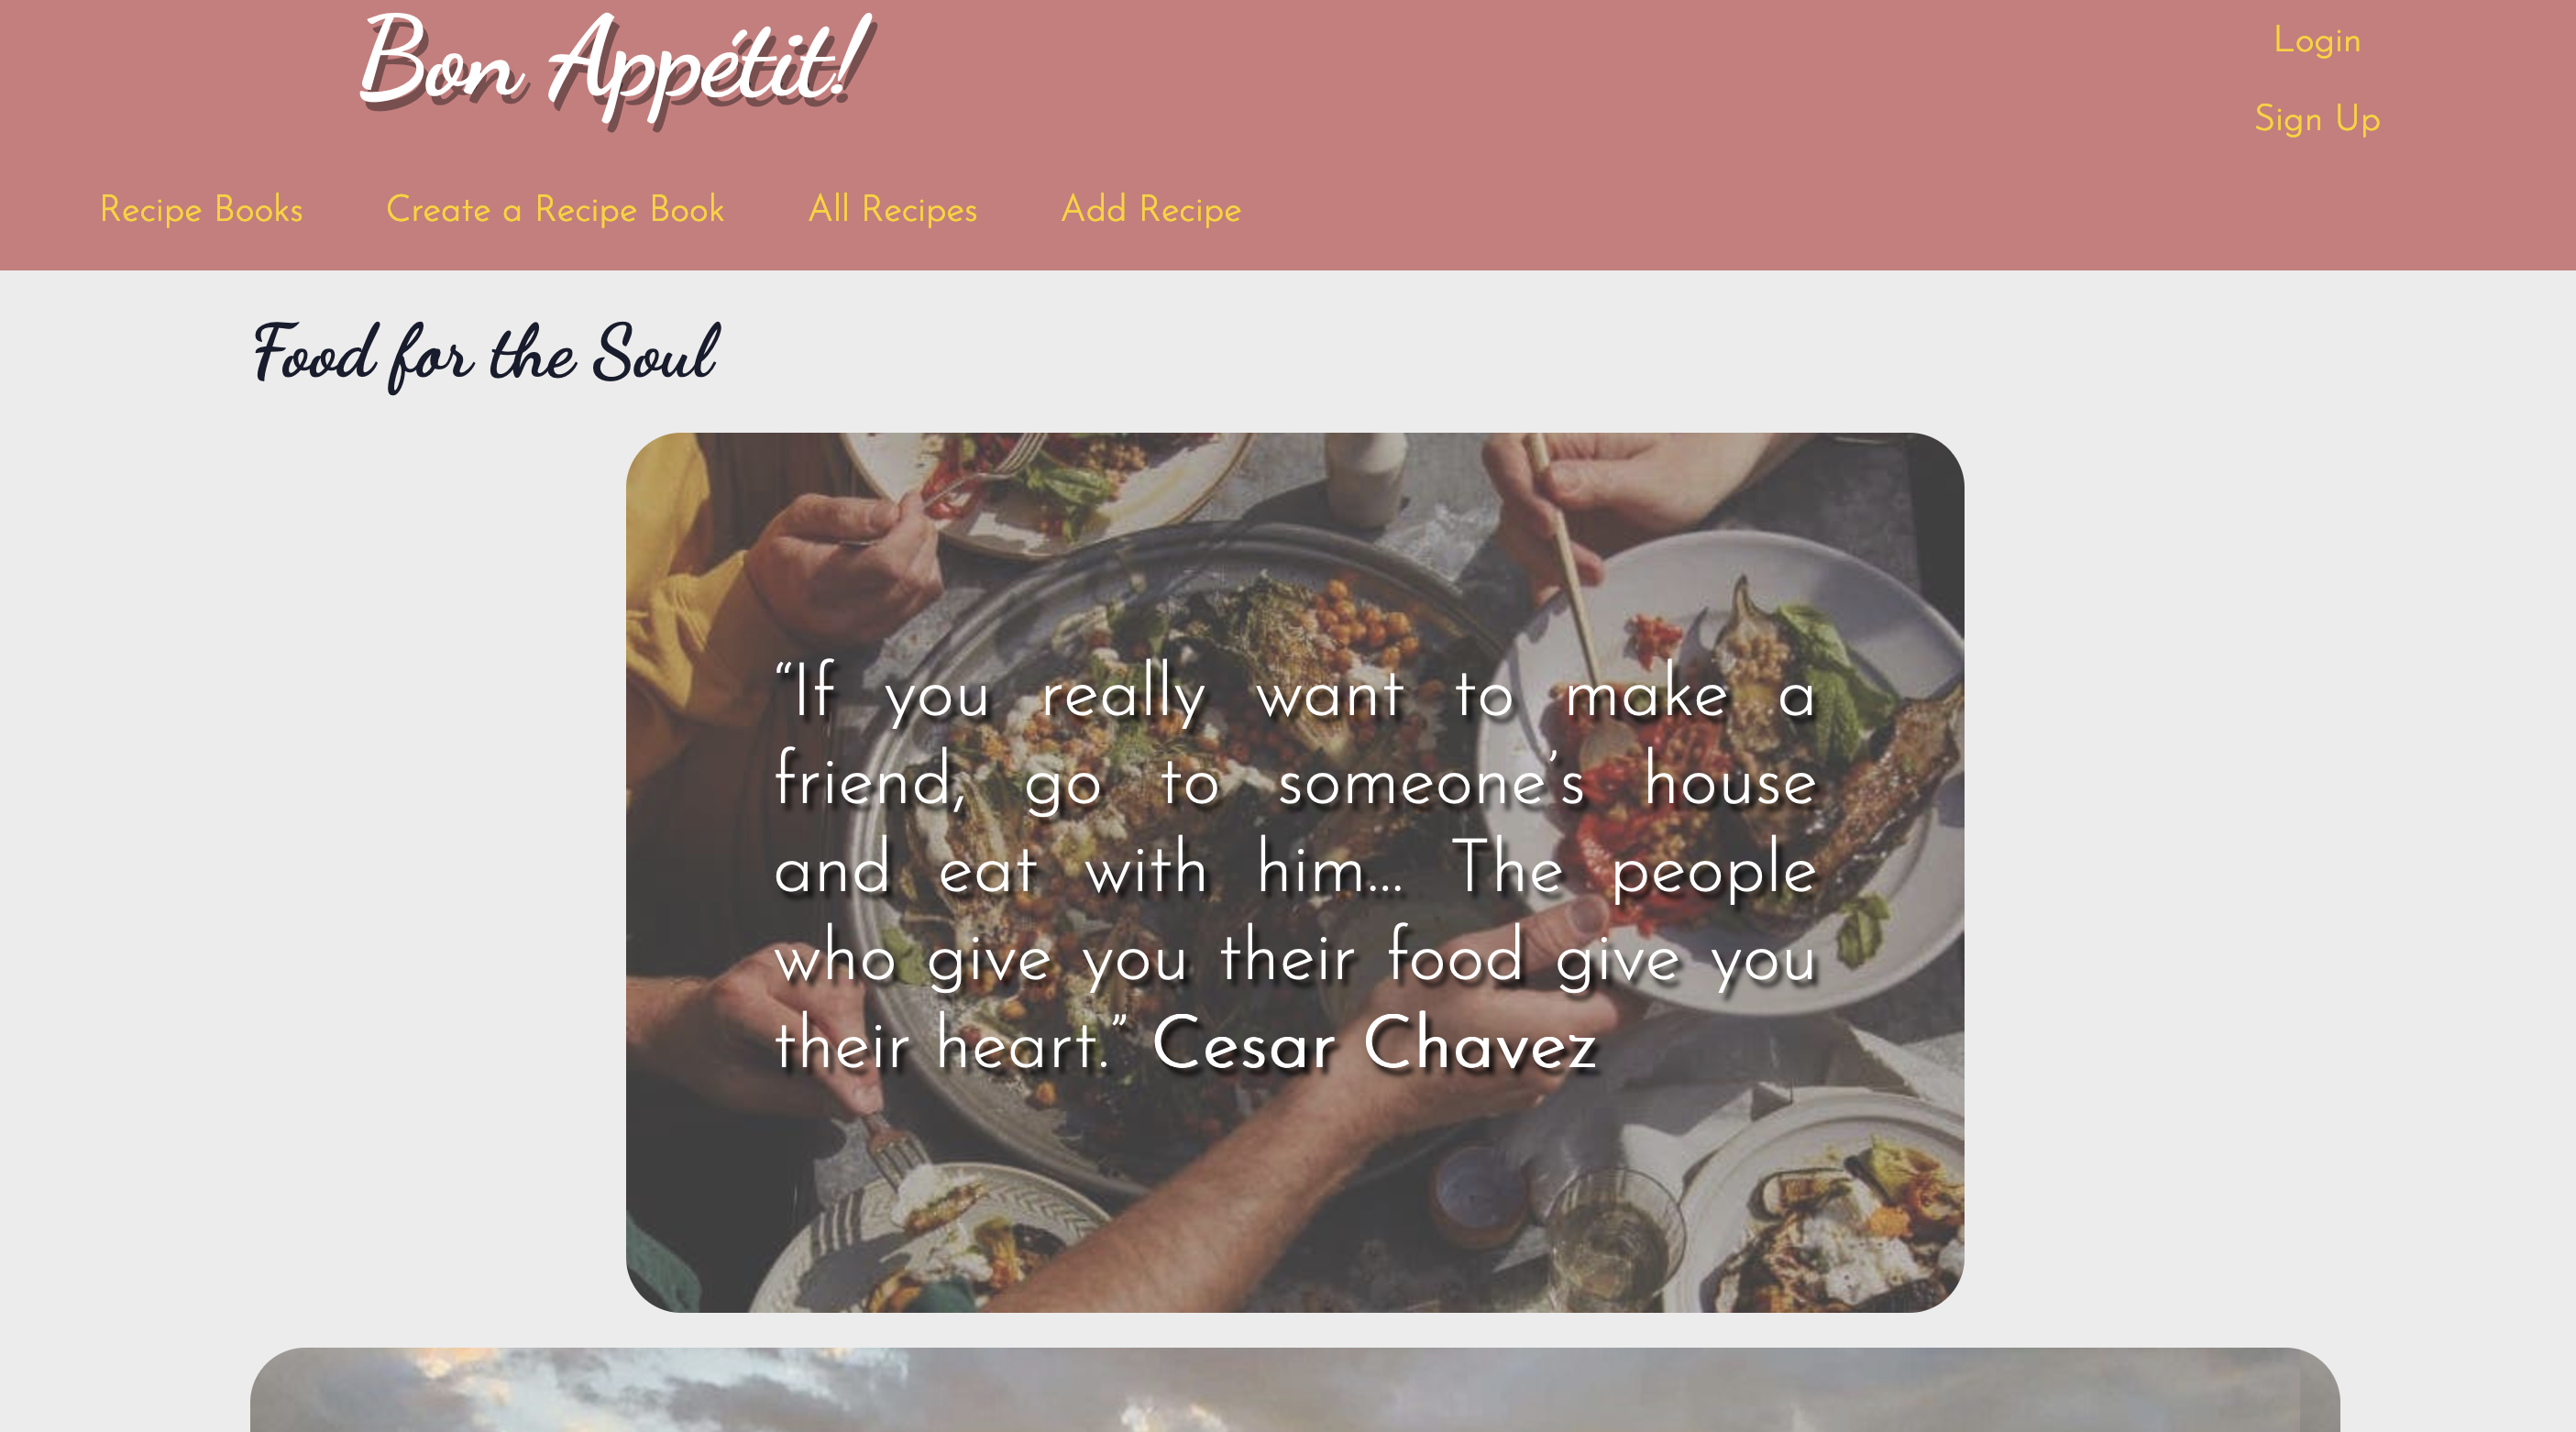 Bon Appétit!
Login
Sign Up
Recipe Books
Create a Recipe Book
All Recipes
Add Recipe
Food for the Soul
“If you really want to make a
friend, go to someone’s house
and eat with him... The people
who give you their food give you
their heart.” Cesar Chavez